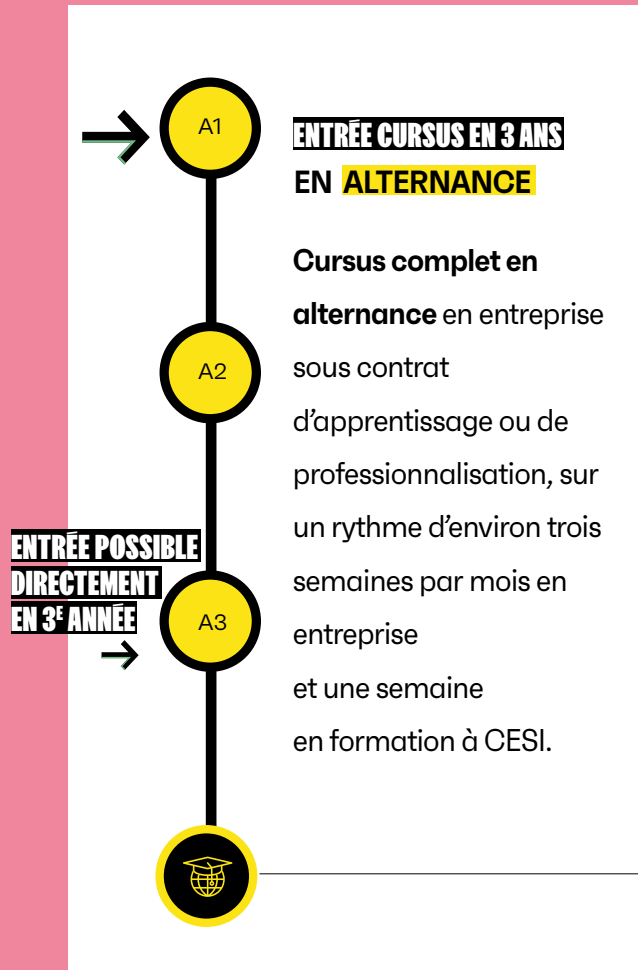 A1
ENTRÉE CURSUS EN 3 ANS
EN ALTERNANCE
Cursus complet en
alternance en entreprise
sous contrat
d’apprentissage ou de
professionnalisation, sur
un rythme d’environ trois
semaines par mois en
entreprise
et une semaine
en formation à CESI.
A2
ENTRÉE POSSIBLE
DIRECTEMENT
EN 3ᴱ ANNÉE
A3